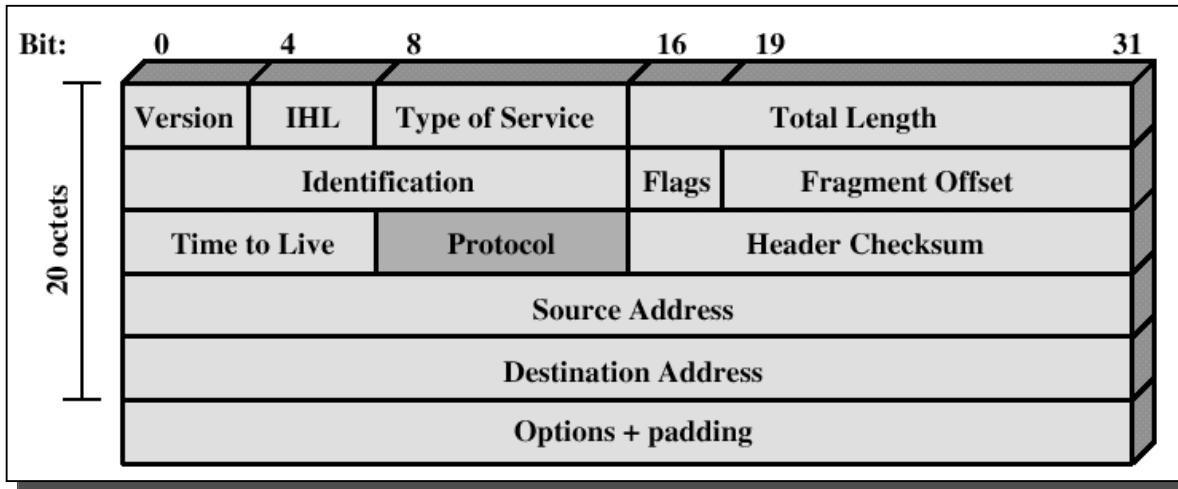 Bit: 0 4 8 16 19 31
Version IHL Type of Service Total Length
Identification Flags Fragment Offset
Time to Live Protocol Header Checksum
Source Address
Destination Address
Options + padding
20 octets